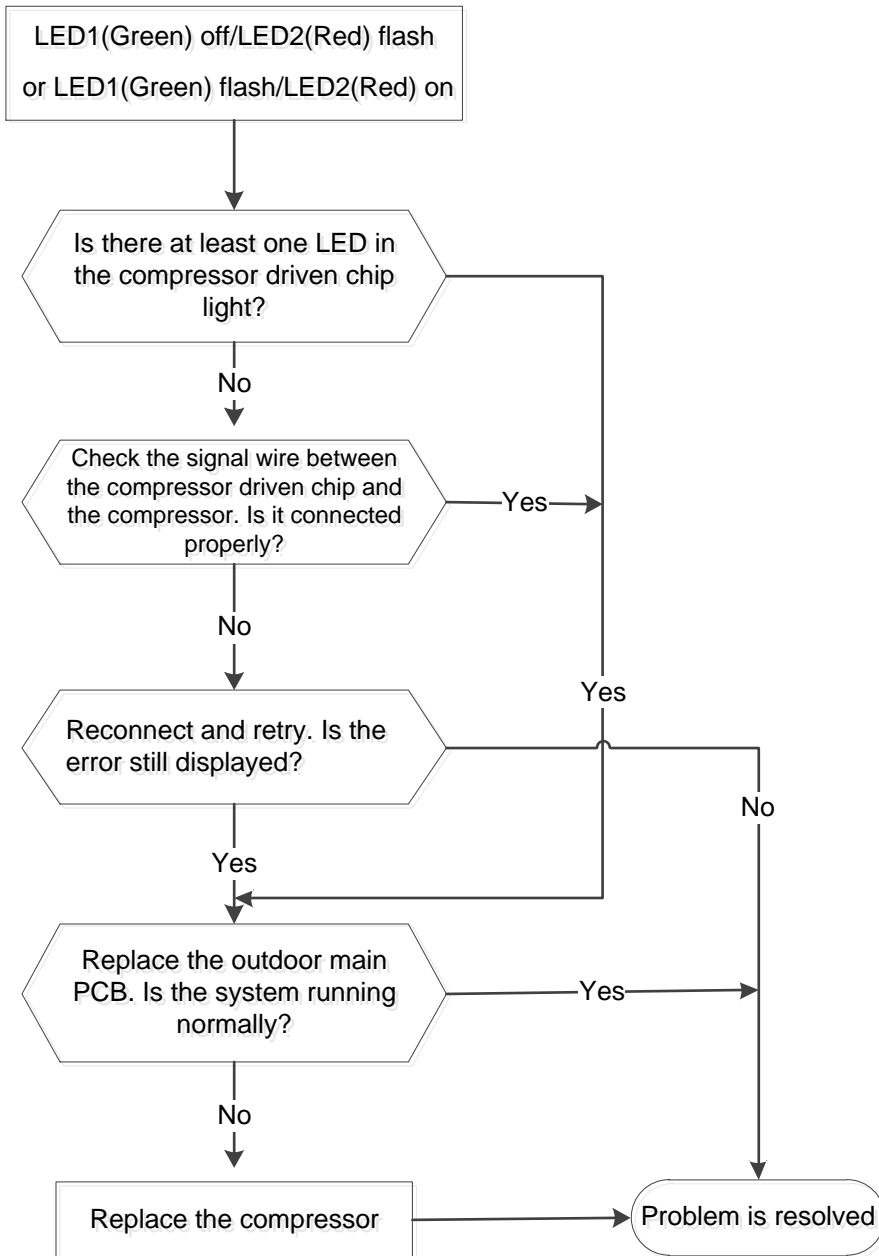 LED1(Green) off/LED2(Red) flash
or LED1(Green) flash/LED2(Red) on
Is there at least one LED in
the compressor driven chip
light?
No
Check the signal wire between
the compressor driven chip and
the compressor. Is it connected
properly?
Yes
No
Yes
Reconnect and retry. Is the
error still displayed?
No
Yes
Replace the outdoor main
PCB. Is the system running
normally?
Yes
No
Replace the compressor
Problem is resolved